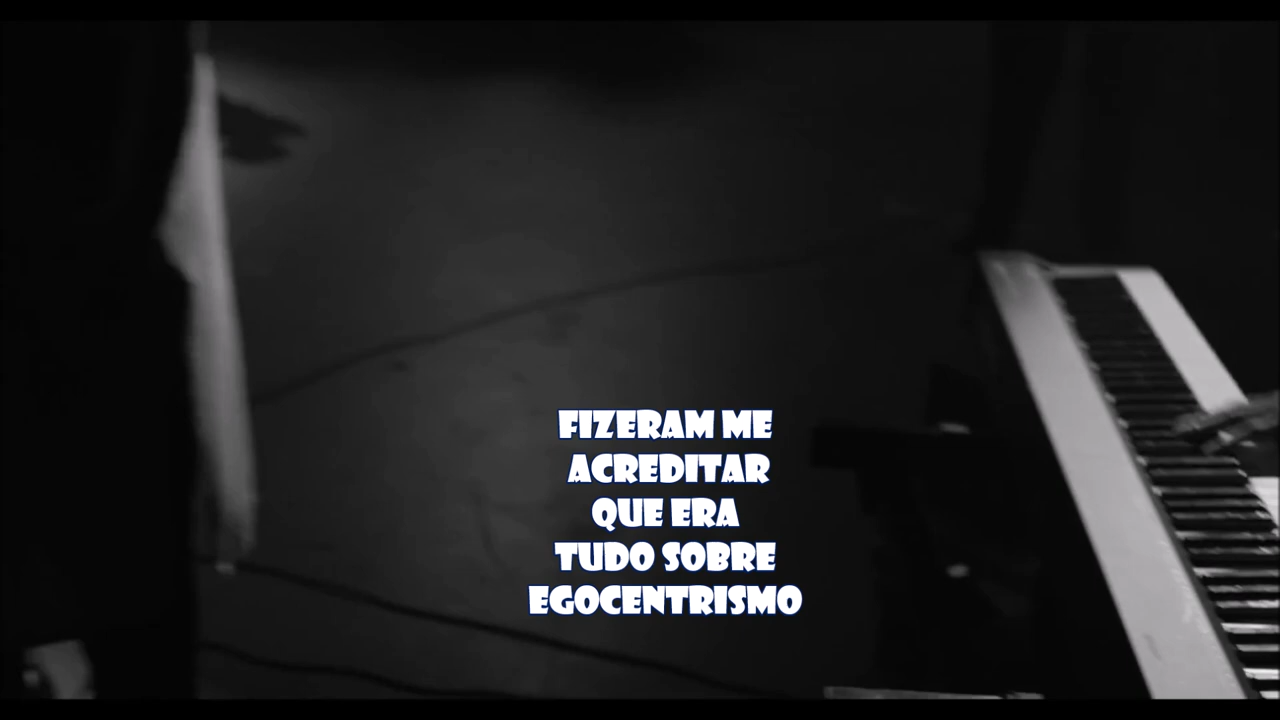 FIZERAM ME
ACREDITAR
QUE ERA
TUDO SOBRE
EGOCENTRISMO